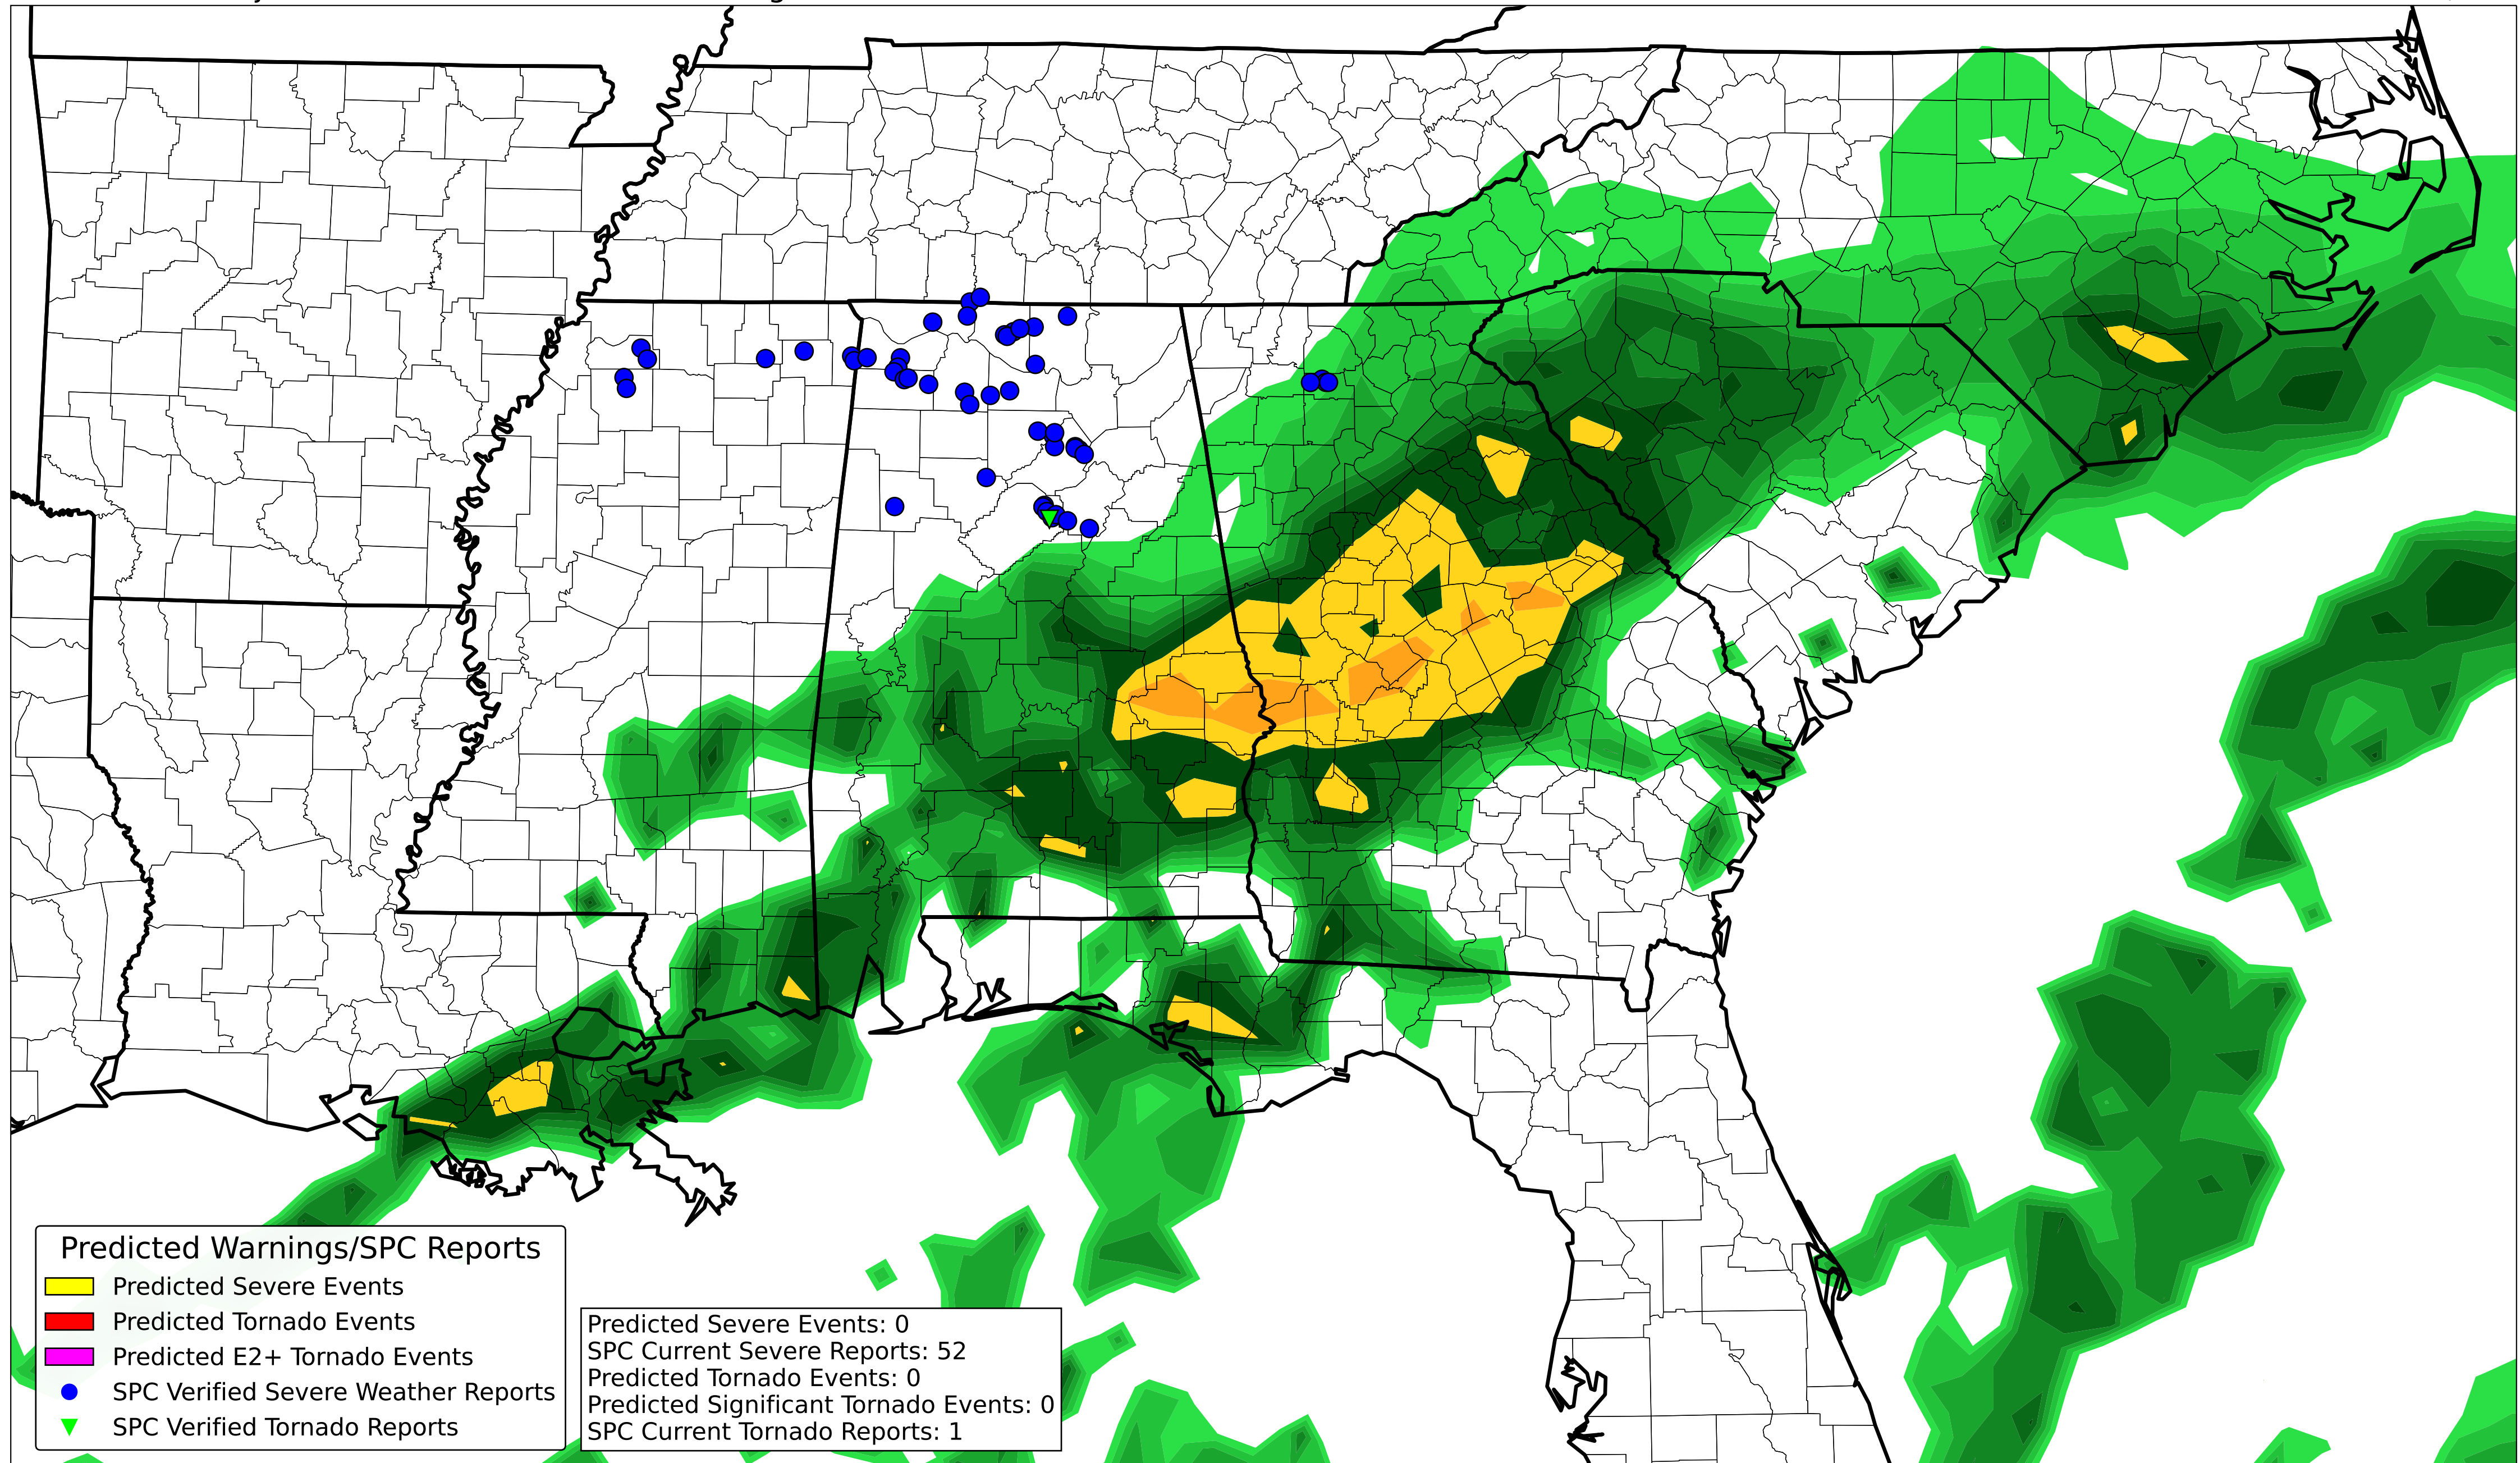 Predicted Warnings/SPC Reports
Predicted Severe Events
Predicted Tornado Events
Predicted E2+ Tornado Events
SPC Verified Severe Weather Reports
SPC Verified Tornado Reports
Predicted Severe Events: 0
SPC Current Severe Reports: 52
Predicted Tornado Events: 0
Predicted Significant Tornado Events: 0
SPC Current Tornado Reports: 1